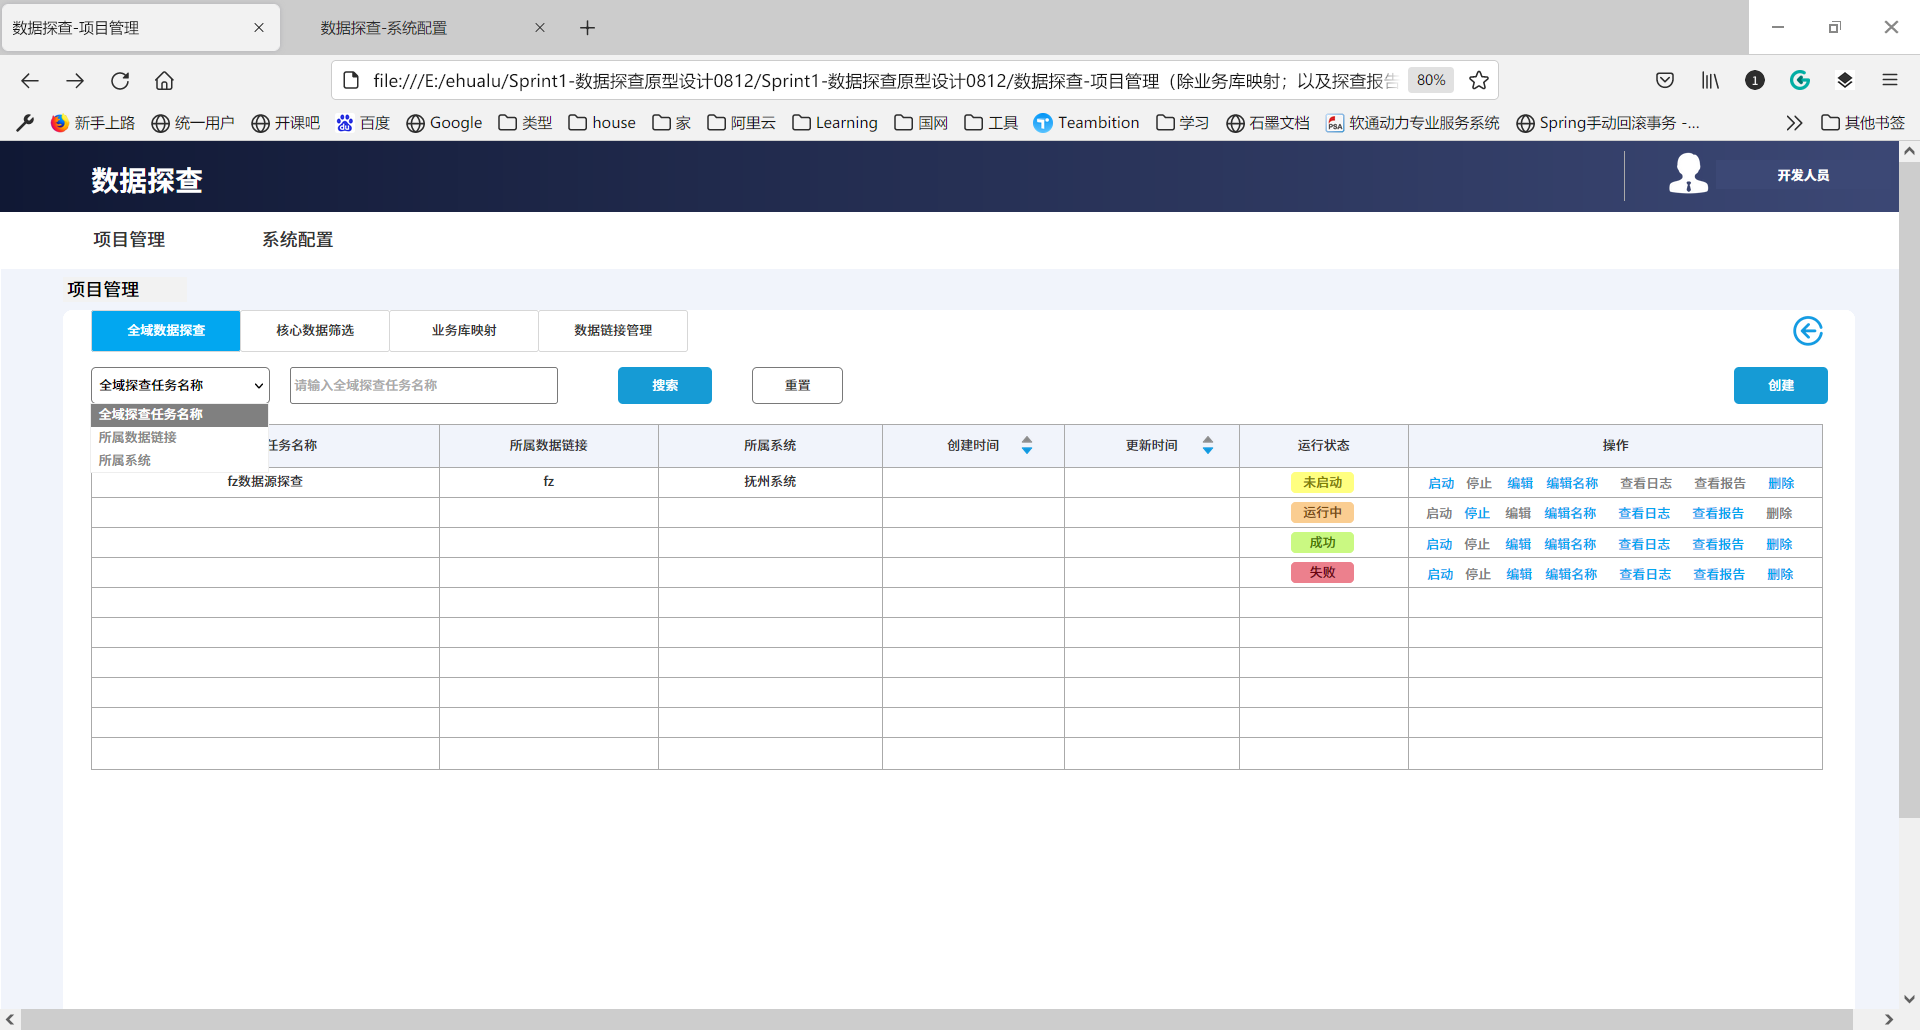 数据探查-项目管理
数据探查-系统配置
file:///E:/ehualu/Sprint1-数据探查原型设计0812/Sprint1-数据探查原型设计0812/数据探查-项目管理（除业务库映射；以及探查报告
80%
1
新手上路 统一用户 开课吧 百度 Google 类型 house 家 阿里云 Learning 国网 工具 Teambition 学习 石墨文档 软通动力专业服务系统 Spring手动回滚事务 -... 其他书签
数据探查
开发人员
项目管理 系统配置
项目管理
全域数据探查 核心数据筛选 业务库映射 数据链接管理
全域探查任务名称 请输入全域探查任务名称 搜索 重置 创建
全域探查任务名称
所属数据链接
所属系统
任务名称 所属数据链接 所属系统 创建时间 更新时间 运行状态 操作
fz数据源探查 fz 抚州系统 未启动 启动 停止 编辑 编辑名称 查看日志 查看报告 删除
运行中 启动 停止 编辑 编辑名称 查看日志 查看报告 删除
成功 启动 停止 编辑 编辑名称 查看日志 查看报告 删除
失败 启动 停止 编辑 编辑名称 查看日志 查看报告 删除